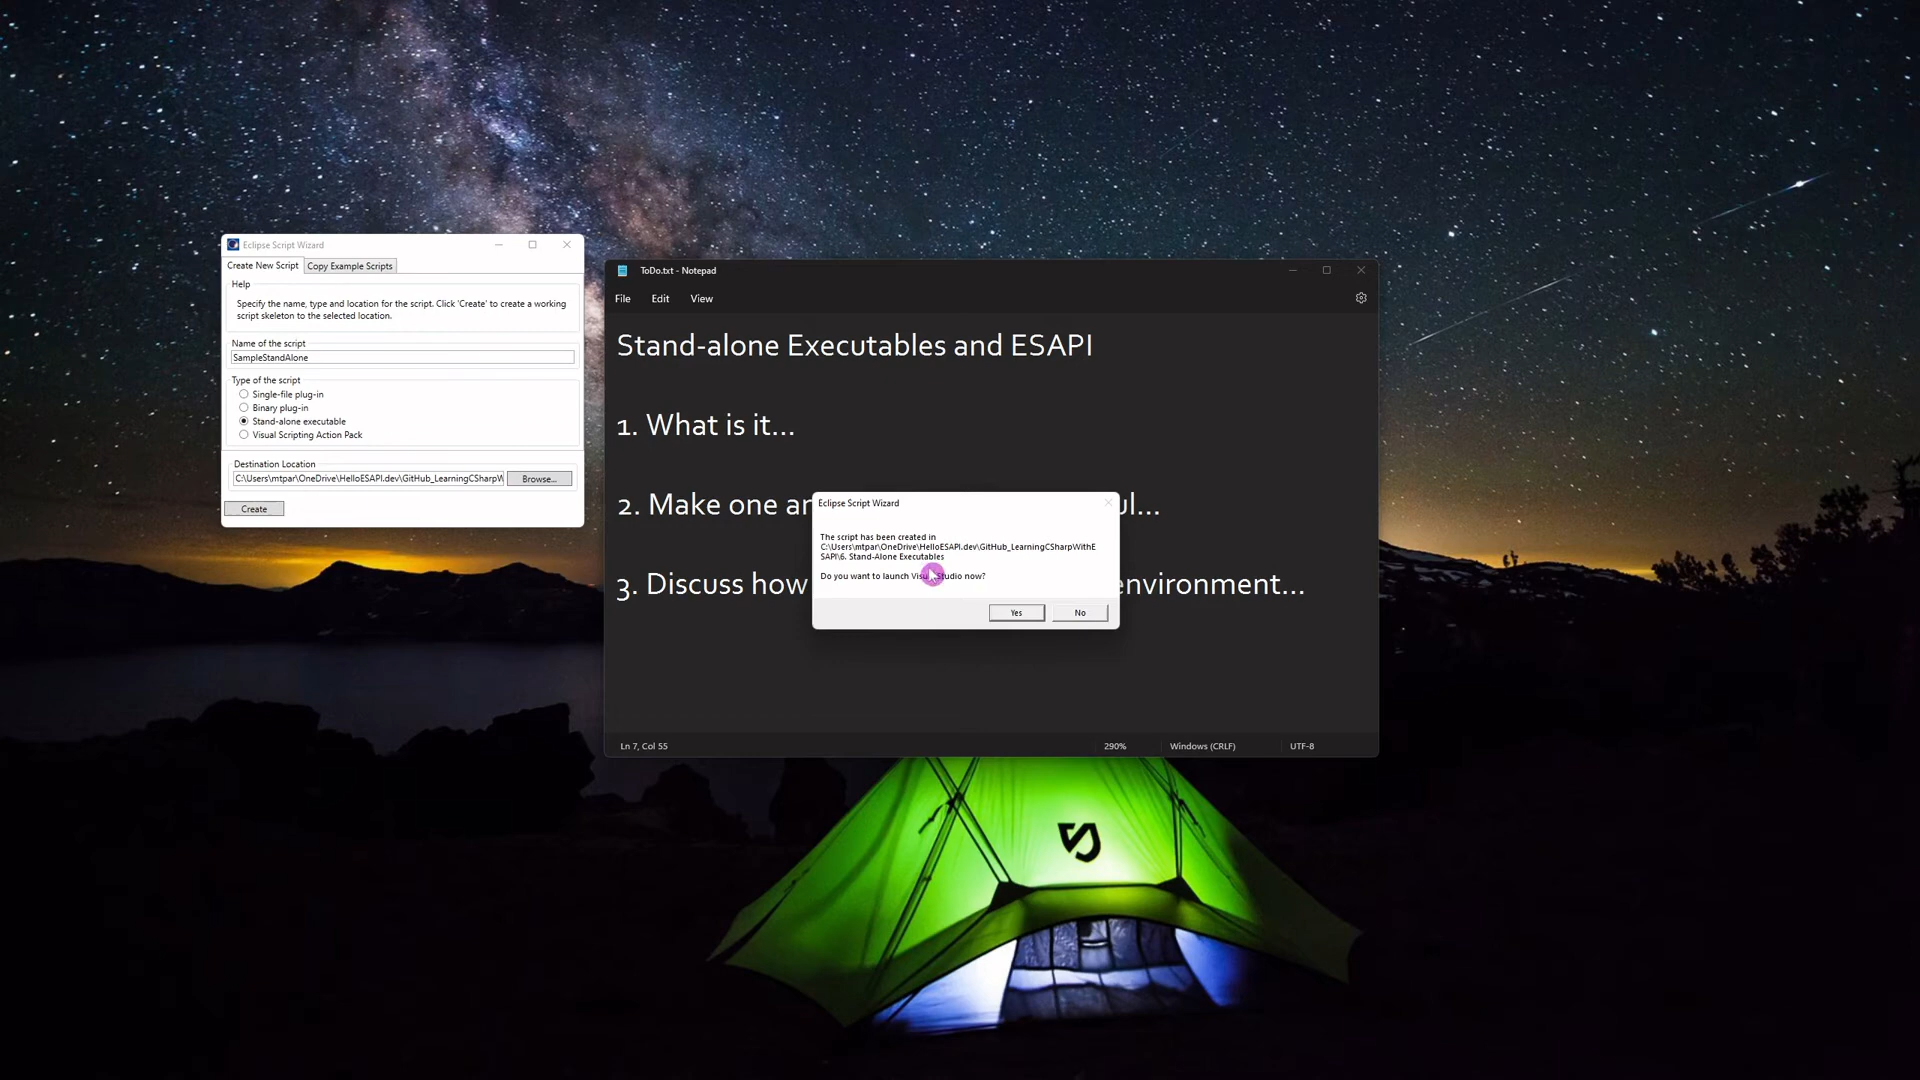 Eclipse Script Wizard
Create New Script
Copy Example Scripts
Help
Specify the name, type and location for the script. Click 'Create' to create a working
script skeleton to the selected location.
Name of the script
SampleStandAlone
Type of the script
Single-file plug-in
Binary plug-in
Stand-alone executable
Visual Scripting Action Pack
Destination Location
C:\Users\mtpar\OneDrive\HelloESAPI.dev\GitHub_LearningCSharpW
Browse...
Create
ToDo.txt - Notepad
File
Edit
View
Stand-alone Executables and ESAPI
1. What is it...
2. Make one an
ul...
3. Discuss how
environment...
Eclipse Script Wizard
The script has been created in
C:\Users\mtpar\OneDrive\HelloESAPI.dev\GitHub_LearningCSharpWithE
SAPI\6. Stand-Alone Executables
Do you want to launch Visual Studio now?
Yes
No
Ln 7, Col 55
290%
Windows (CRLF)
UTF-8